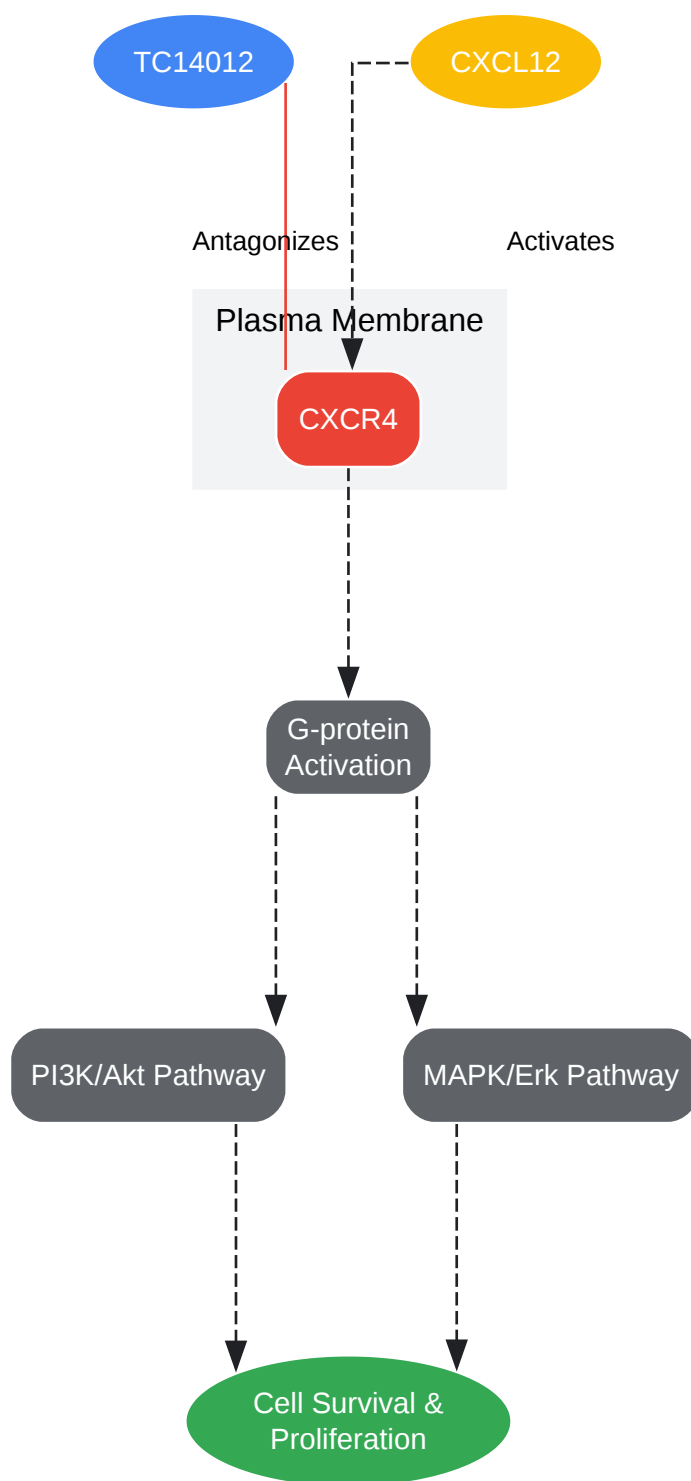 TC14012
CXCL12
Antagonizes
Activates
Plasma Membrane
CXCR4
G-protein
Activation
PI3K/Akt Pathway
MAPK/Erk Pathway
Cell Survival &
Proliferation